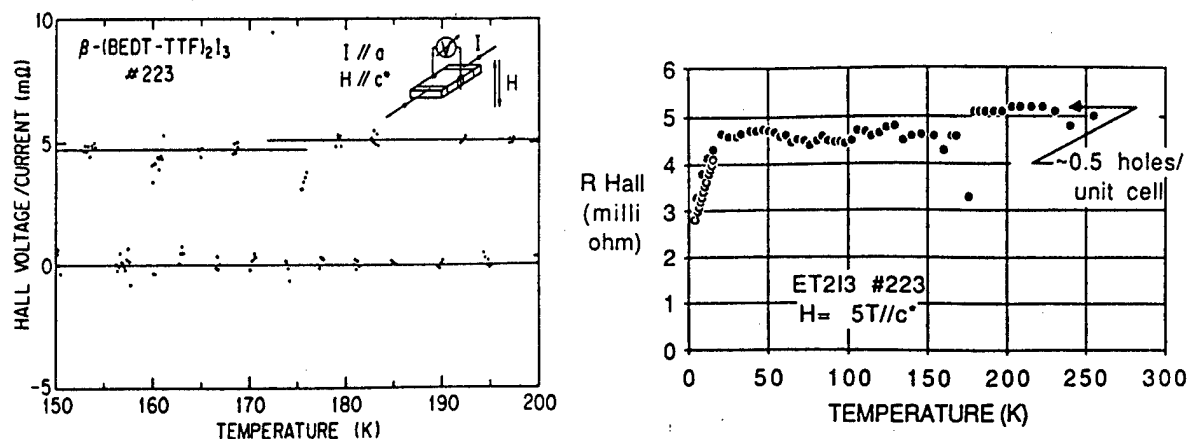 HALL VOLTAGE/CURRENT (mΩ)
10
5
0
-5
β-(BEDT-TTF)₂I₃
#223
I // a
H // c*
V
I
H
150 160 170 180 190 200
TEMPERATURE (K)
R Hall
(milli
ohm)
6
5
4
3
2
1
0
~0.5 holes/
unit cell
ET2I3 #223
H= 5T//c*
0 50 100 150 200 250 300
TEMPERATURE (K)